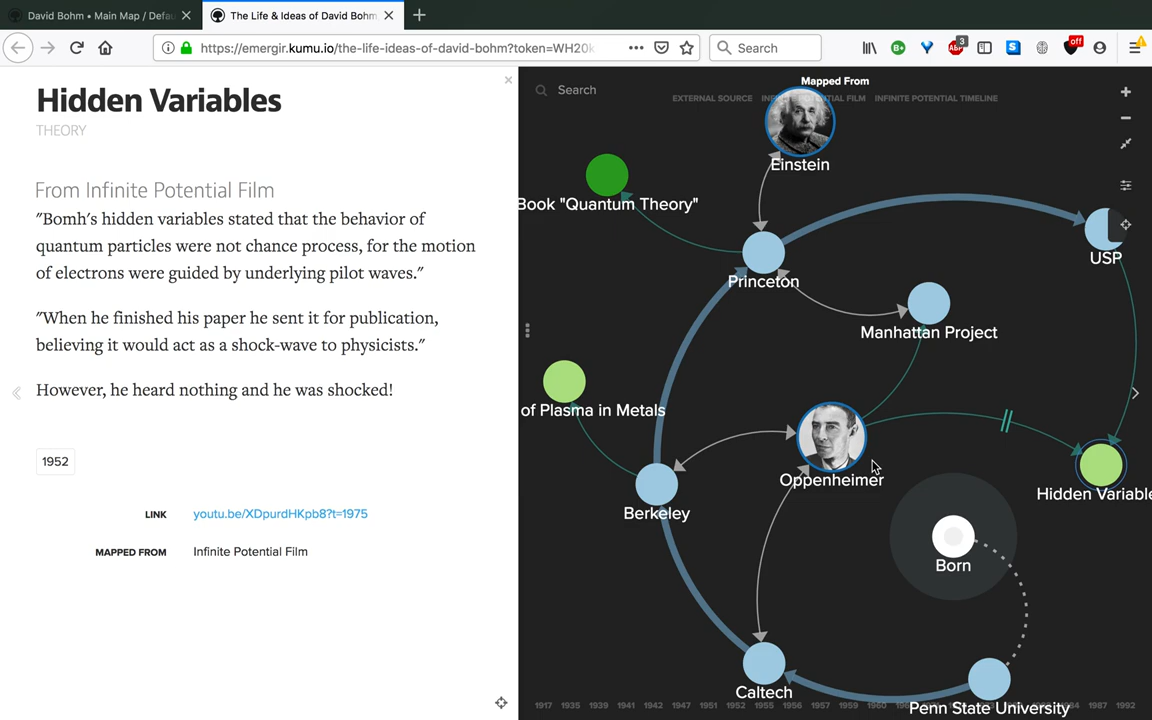 David Bohm • Main Map / Defau
The Life & Ideas of David Bohm
https://emergir.kumu.io/the-life-ideas-of-david-bohm?token=WH20k
Search
3
off
Hidden Variables
THEORY
From Infinite Potential Film
"Bomh's hidden variables stated that the behavior of
quantum particles were not chance process, for the motion
of electrons were guided by underlying pilot waves."
"When he finished his paper he sent it for publication,
believing it would act as a shock-wave to physicists."
However, he heard nothing and he was shocked!
1952
LINK youtu.be/XDpurdHKpb8?t=1975
MAPPED FROM Infinite Potential Film
Search
Mapped From
EXTERNAL SOURCE FILM INFINITE POTENTIAL TIMELINE
Einstein
Book "Quantum Theory"
Princeton
USP
Manhattan Project
of Plasma in Metals
Oppenheimer
Hidden Variable
Berkeley
Born
Caltech
Penn State University
1917 1935 1939 1941 1942 1947 1951 1952 1955 1956 1957 1959 1960 1987 1992